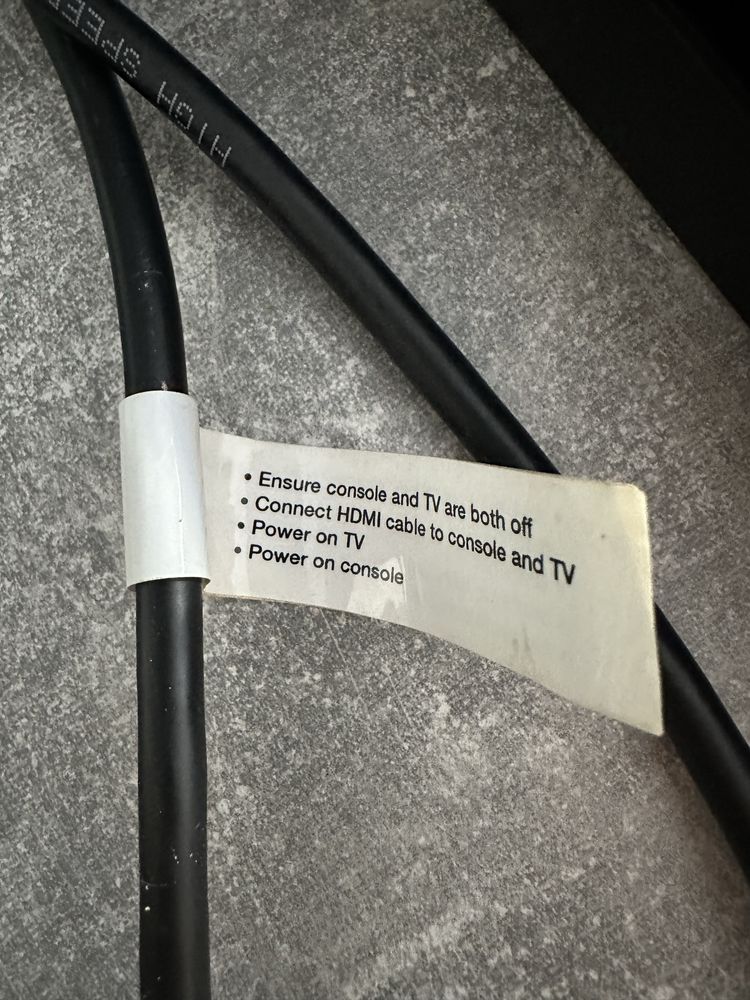 HIGH SPEE
• Ensure console and TV are both off
• Connect HDMI cable to console and TV
• Power on TV
• Power on console